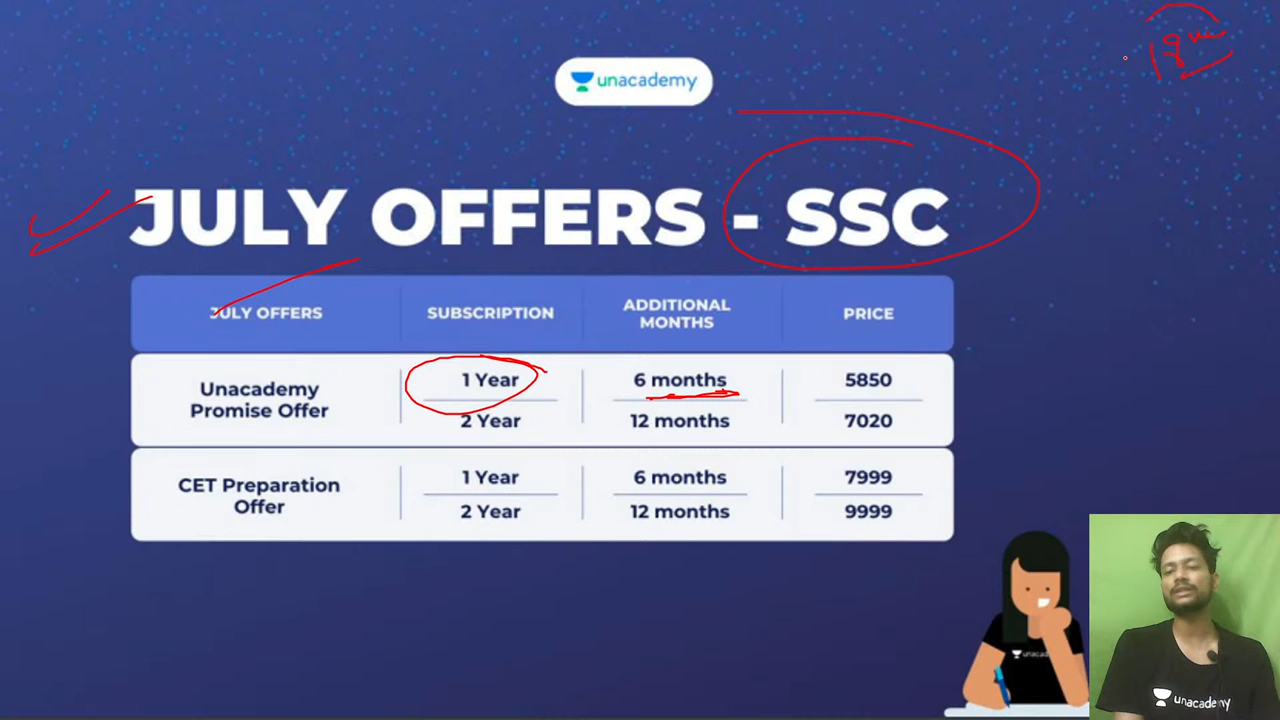 unacademy
JULY OFFERS - SSC
JULY OFFERS SUBSCRIPTION ADDITIONAL MONTHS PRICE
Unacademy Promise Offer
1 Year 6 months 5850
2 Year 12 months 7020
CET Preparation Offer
1 Year 6 months 7999
2 Year 12 months 9999
unacademy